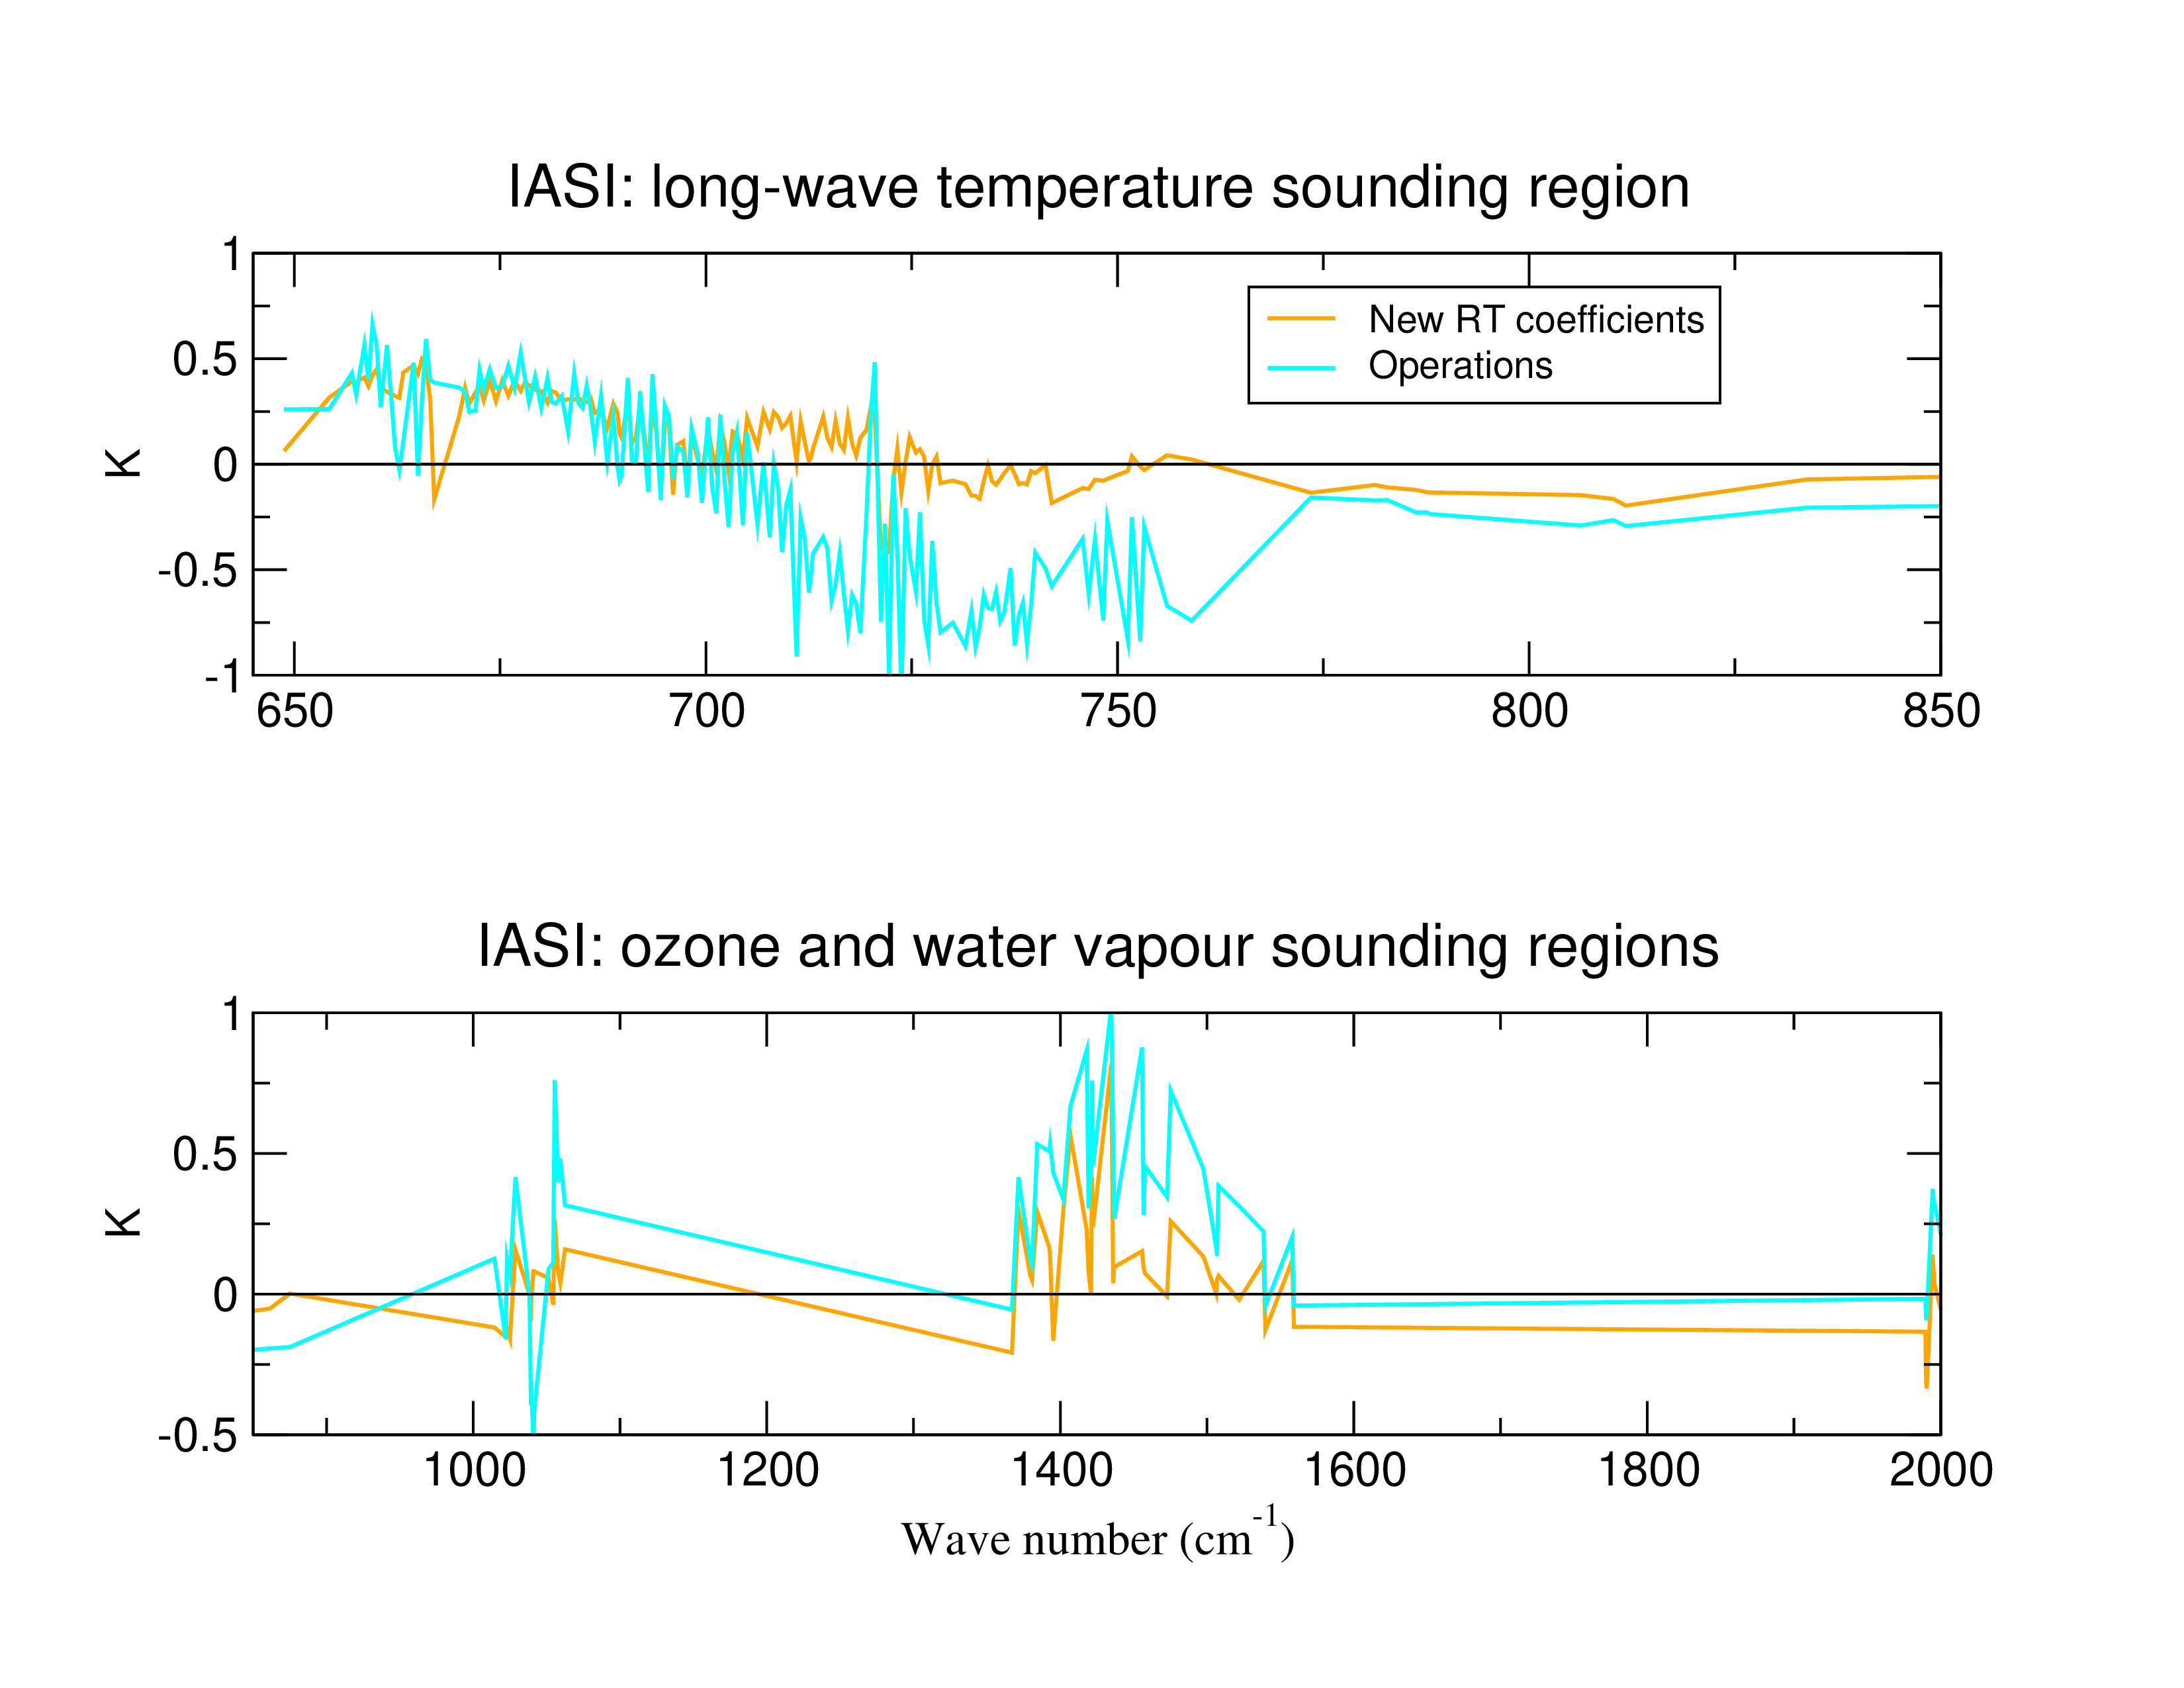 IASI: long-wave temperature sounding region
1
0.5
0
-0.5
-1
K
New RT coefficients
Operations
650 700 750 800 850
IASI: ozone and water vapour sounding regions
1
0.5
0
-0.5
K
1000 1200 1400 1600 1800 2000
Wave number (cm⁻¹)